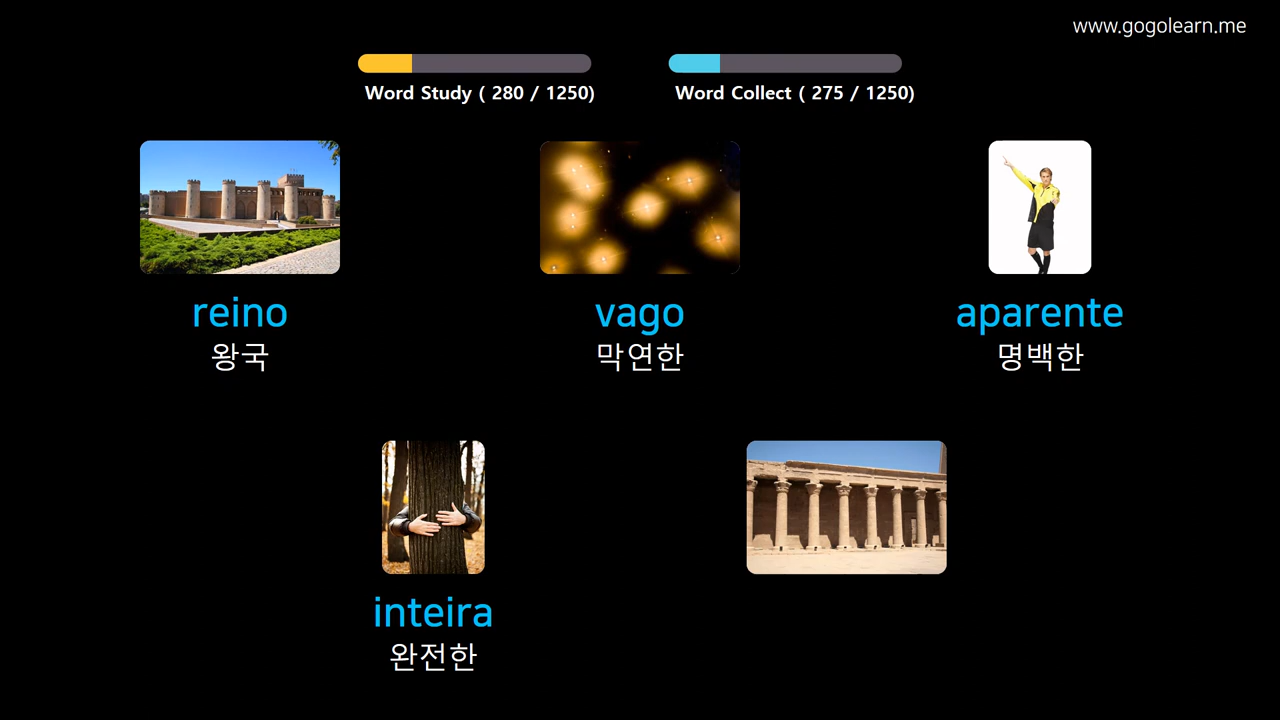 www.gogolearn.me
Word Study ( 280 / 1250)
Word Collect ( 275 / 1250)
reino
왕국
vago
막연한
aparente
명백한
inteira
완전한